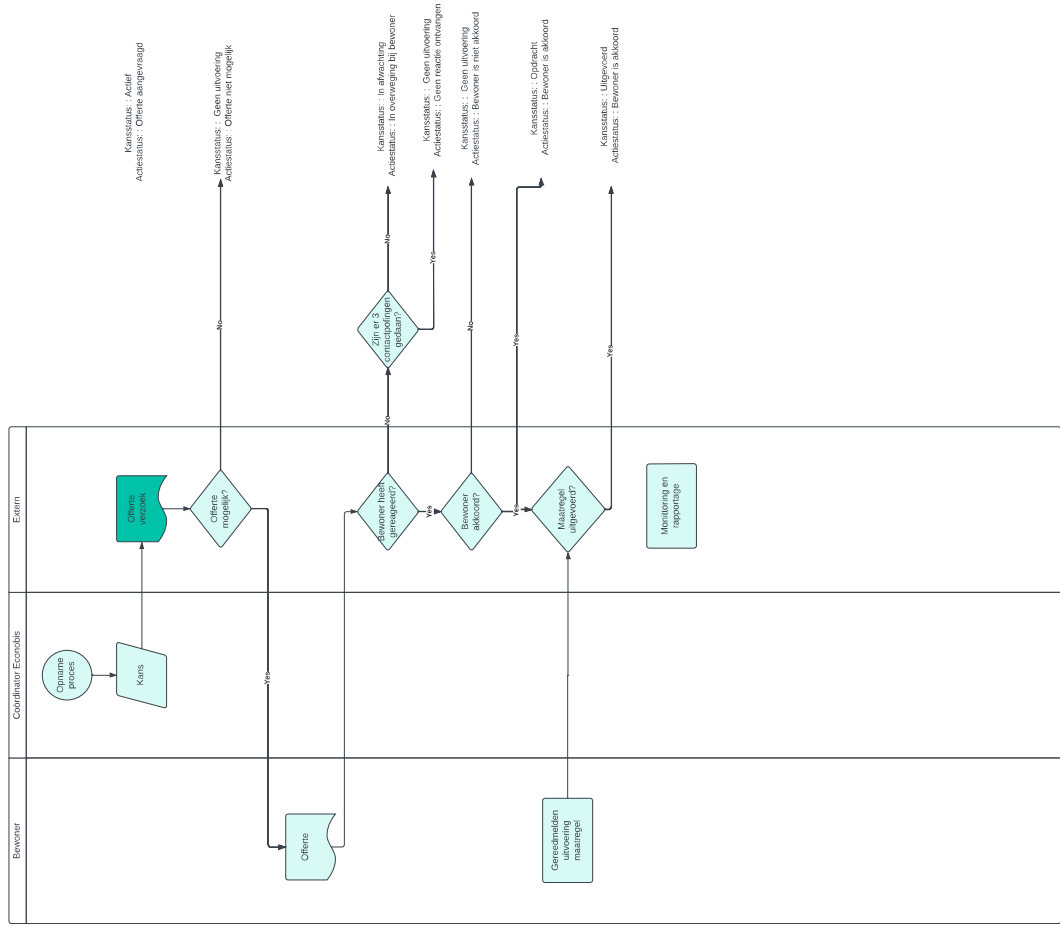 Kansstatus: : Actief
Actiestatus: : Offerte aangevraagd
Kansstatus: :  Geen uitvoering
Actiestatus: : Offerte niet mogelijk
Kansstatus: : In afwachting
Actiestatus: : In overweging bij bewoner
Kansstatus: :  Geen uitvoering
Actiestatus: : Geen reactie ontvangen
Kansstatus: :  Geen uitvoering
Actiestatus: : Bewoner is niet akkoord
Kansstatus: : Opdracht
Actiestatus: : Bewoner is akkoord
Kansstatus: : Uitgevoerd
Actiestatus: : Bewoner is akkoord
No
Yes
No
Zijn er 3
contactpofingen
gedaan?
No
Yes
Yes
No
Extern
Offerte
verzoek
Offerte
mogelijk?
Bewoner heeft
gereageerd?
Yes
Bewoner
akkoord?
Yes
Maatregel
uitgevoerd?
Monitoring en
rapportage
Coördinator Econobis
Opname
proces
Kans
Yes
Bewoner
Offerte
Gereedmelden
uitvoering
maatregel